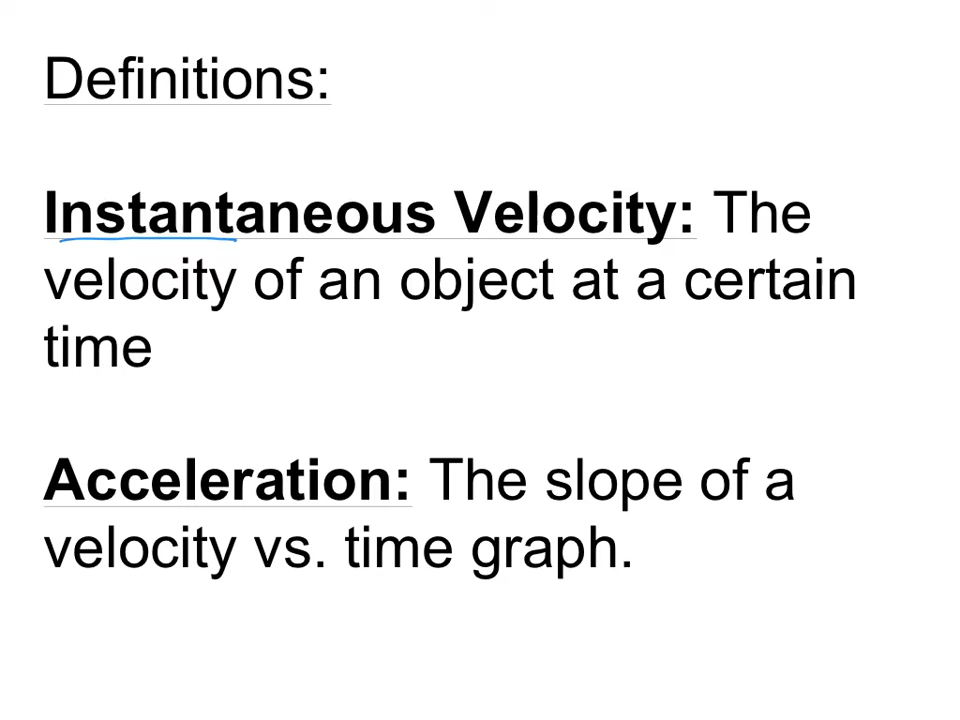 Definitions:
Instantaneous Velocity: The
velocity of an object at a certain
time
Acceleration: The slope of a
velocity vs. time graph.